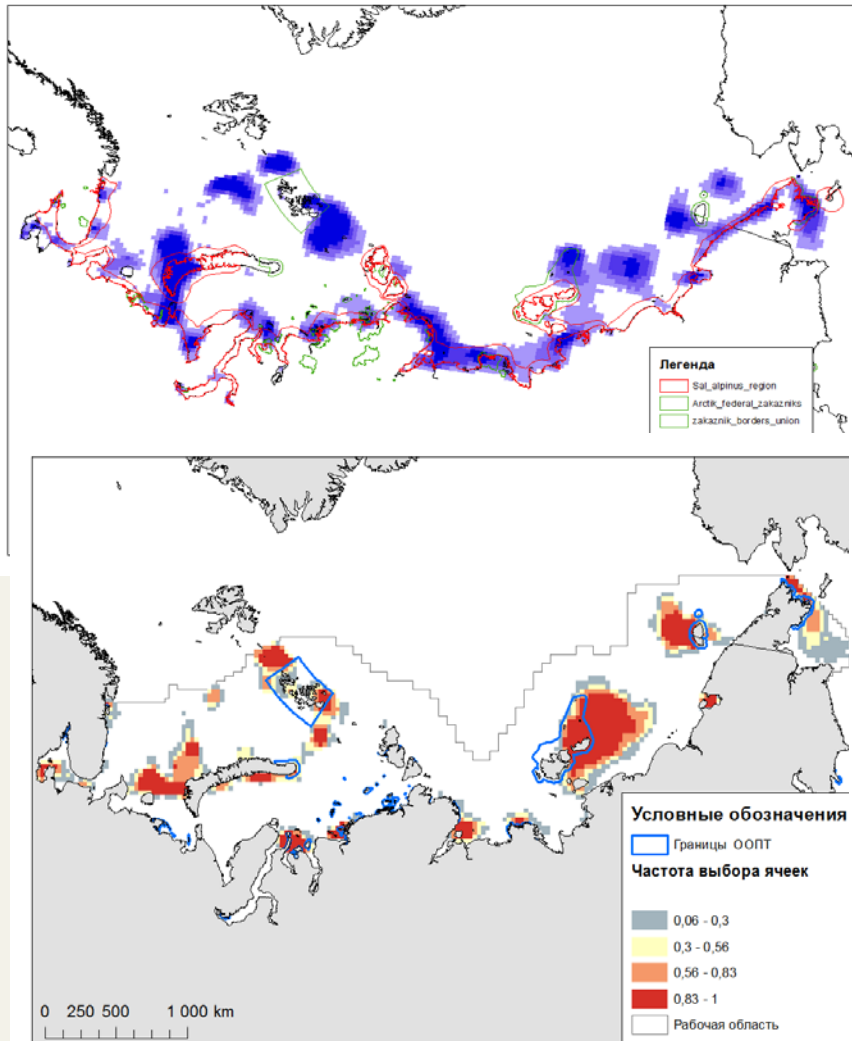 Легенда
Sal_alpinus_region
Arctik_federal_zakazniks
zakaznik_borders_union
Условные обозначения
Границы ООПТ
Частота выбора ячеек
0,06 - 0,3
0,3 - 0,56
0,56 - 0,83
0,83 - 1
Рабочая область
0 250 500 1 000 km